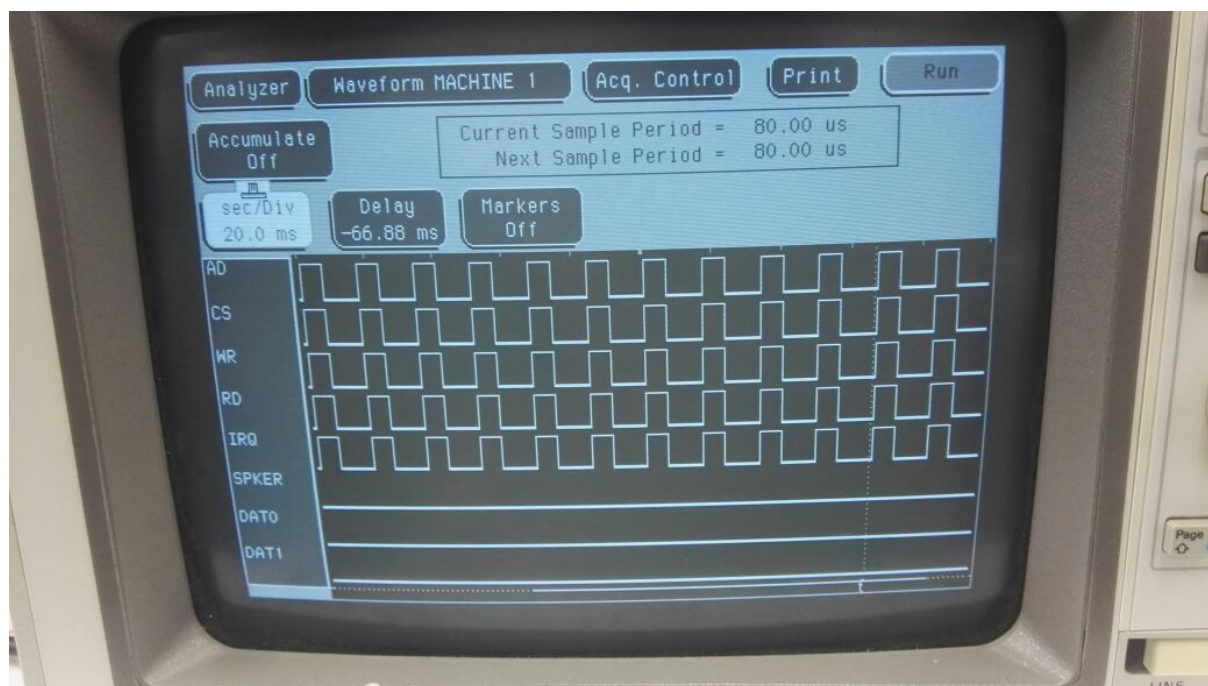 Analyzer Waveform MACHINE 1 Acq. Control Print Run
Accumulate
Off
Current Sample Period = 80.00 us
Next Sample Period = 80.00 us
sec/Div
20.0 ms
Delay
-66.88 ms
Markers
Off
AD
CS
WR
RD
IRQ
SPKER
DAT0
DAT1
Page